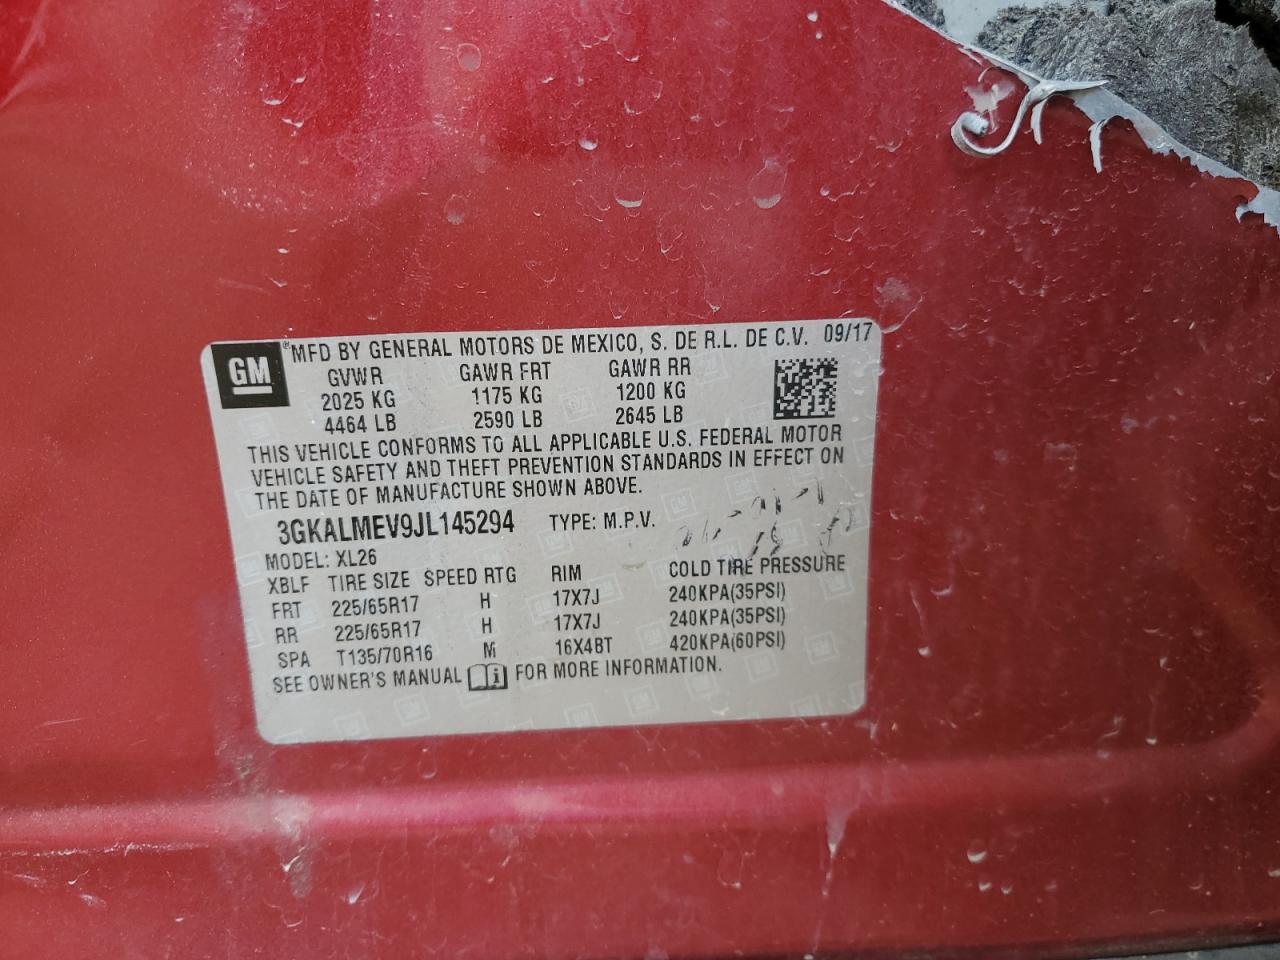 GM ® MFD BY GENERAL MOTORS DE MEXICO, S. DE R.L. DE C.V. 09/17
GVWR GAWR FRT GAWR RR
2025 KG 1175 KG 1200 KG
4464 LB 2590 LB 2645 LB
THIS VEHICLE CONFORMS TO ALL APPLICABLE U.S. FEDERAL MOTOR
VEHICLE SAFETY AND THEFT PREVENTION STANDARDS IN EFFECT ON
THE DATE OF MANUFACTURE SHOWN ABOVE.
3GKALMEV9JL145294 TYPE: M.P.V.
MODEL: XL26
XBLF TIRE SIZE SPEED RTG RIM COLD TIRE PRESSURE
FRT 225/65R17 H 17X7J 240KPA(35PSI)
RR 225/65R17 H 17X7J 240KPA(35PSI)
SPA T135/70R16 M 16X4BT 420KPA(60PSI)
SEE OWNER'S MANUAL FOR MORE INFORMATION.